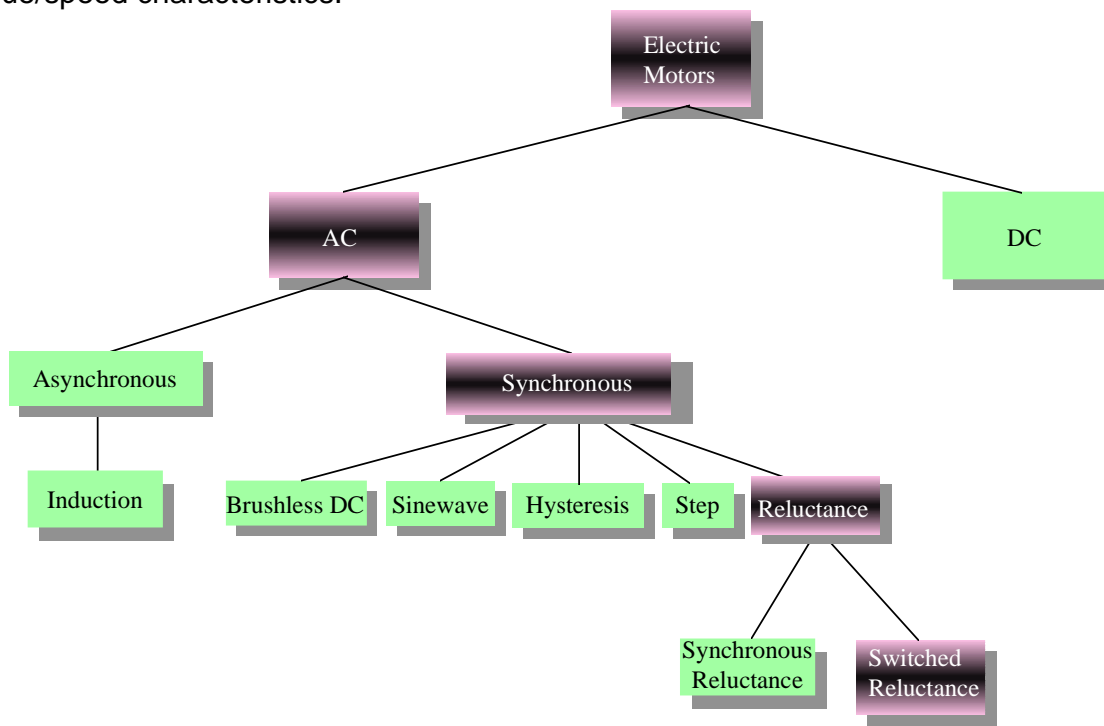 speed characteristics.
Electric
Motors
AC
DC
Asynchronous
Synchronous
Induction
Brushless DC
Sinewave
Hysteresis
Step
Reluctance
Synchronous
Reluctance
Switched
Reluctance